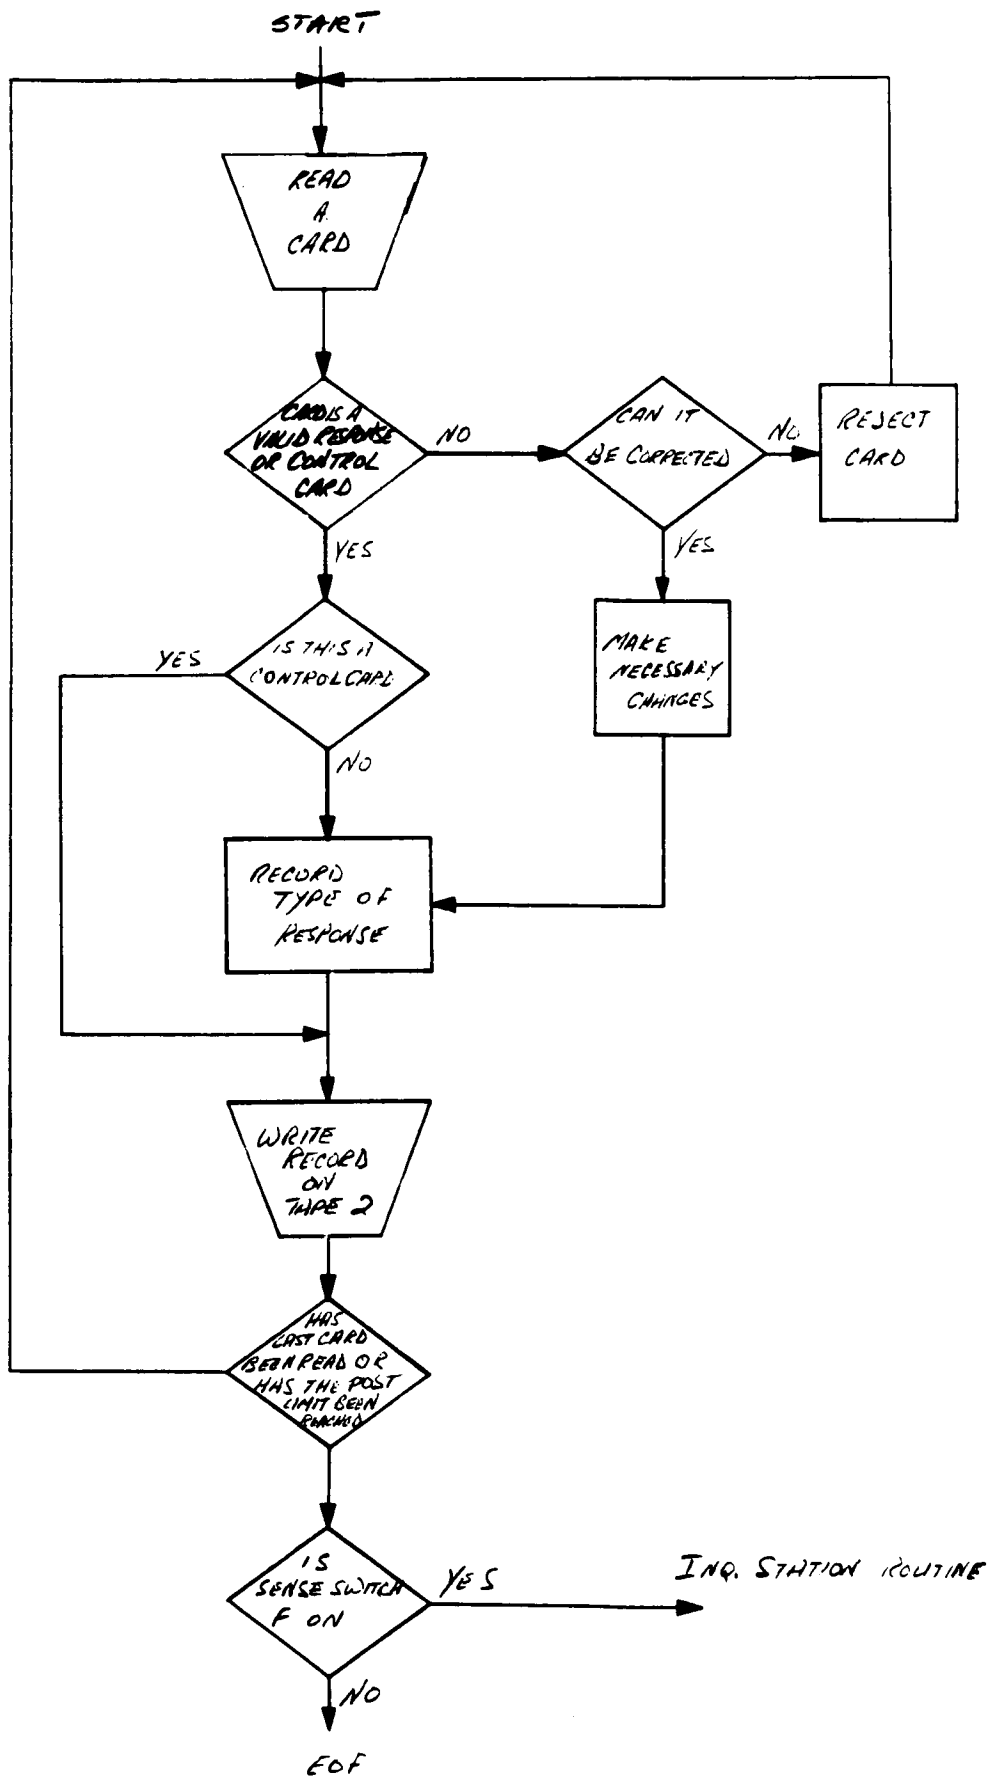 START
READ
A
CARD
CARD IS A
VALID RESPONSE
OR CONTROL
CARD
NO
CAN IT
BE CORRECTED
NO
REJECT
CARD
YES
YES
IS THIS A
CONTROL CARD
YES
MAKE
NECESSARY
CHANGES
NO
RECORD
TYPE OF
RESPONSE
WRITE
RECORD
ON
TAPE 2
HAS
LAST CARD
BEEN READ OR
HAS THE POST
LIMIT BEEN
REACHED
IS
SENSE SWITCH
F ON
YES
INQ. STATION ROUTINE
NO
EOF